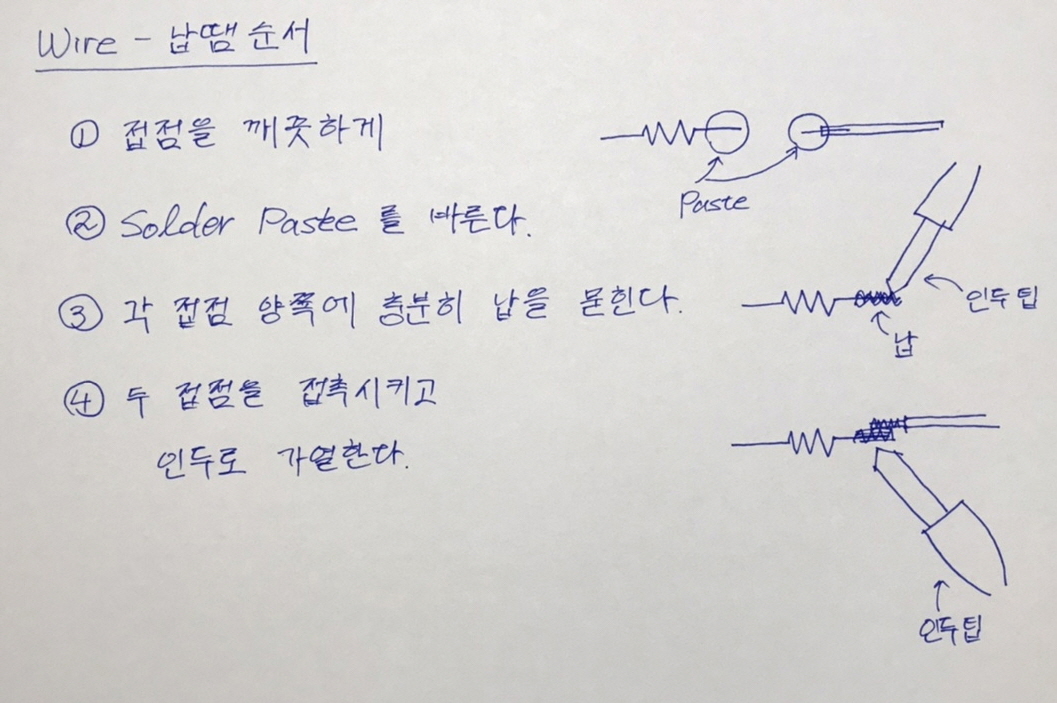 Wire - 납땜 순서
① 접점을 깨끗하게
② Solder Paste 를 바른다.
③ 각 접점 양쪽에 충분히 납을 묻힌다.
④ 두 접점을 접촉시키고
인두로 가열한다.
Paste
인두팁
납
인두팁